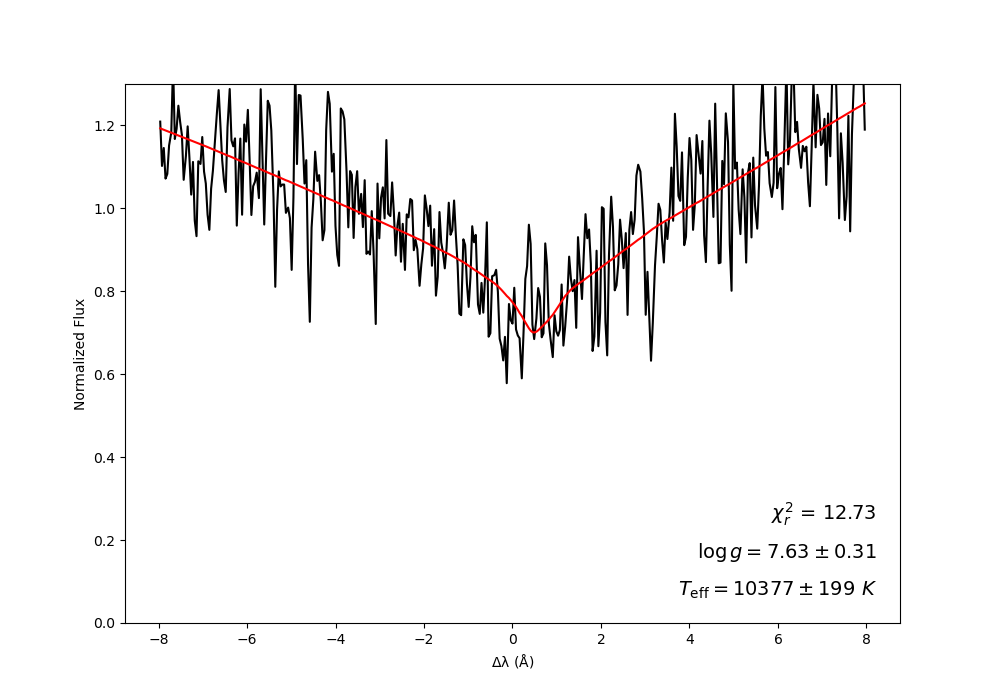 1.2
1.0
0.8
0.6
0.4
0.2
0.0
Normalized Flux
χ²ᵣ = 12.73
log g = 7.63 ± 0.31
T_eff = 10377 ± 199 K
−8 −6 −4 −2 0 2 4 6 8
Δλ (Å)